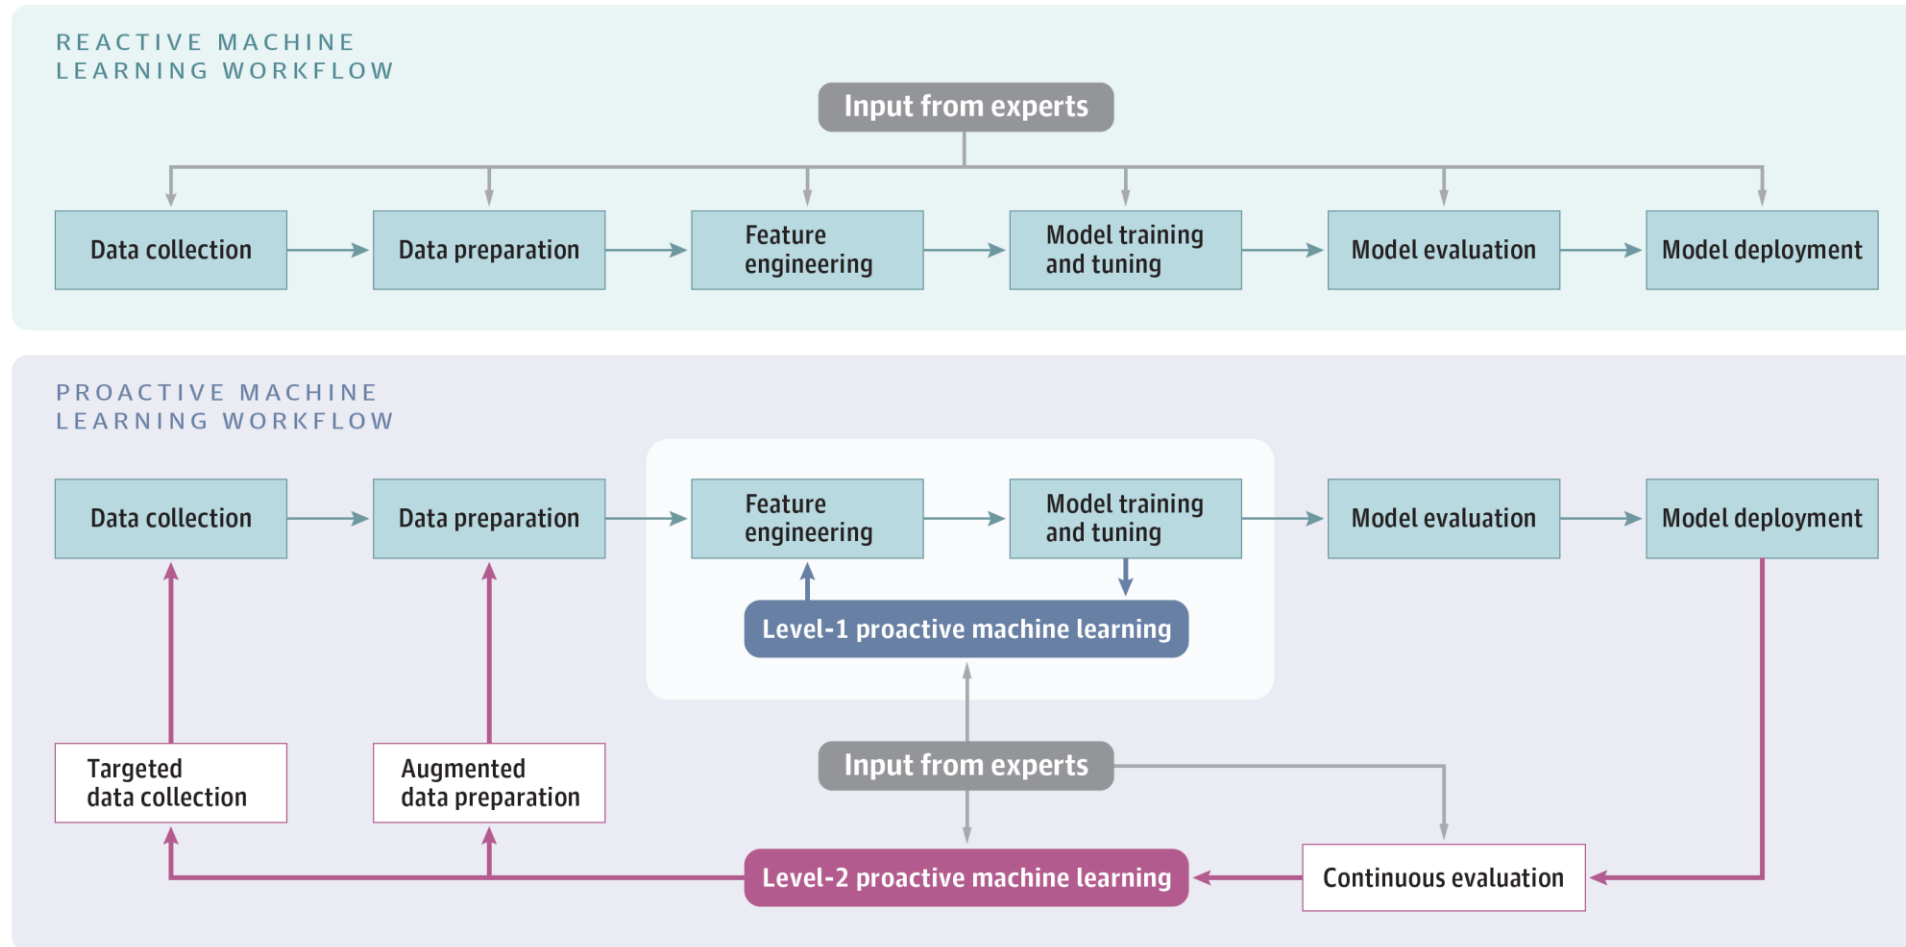 REACTIVE MACHINE
LEARNING WORKFLOW
Input from experts
Data collection
Data preparation
Feature
engineering
Model training
and tuning
Model evaluation
Model deployment
PROACTIVE MACHINE
LEARNING WORKFLOW
Data collection
Data preparation
Feature
engineering
Model training
and tuning
Model evaluation
Model deployment
Level-1 proactive machine learning
Targeted
data collection
Augmented
data preparation
Input from experts
Level-2 proactive machine learning
Continuous evaluation